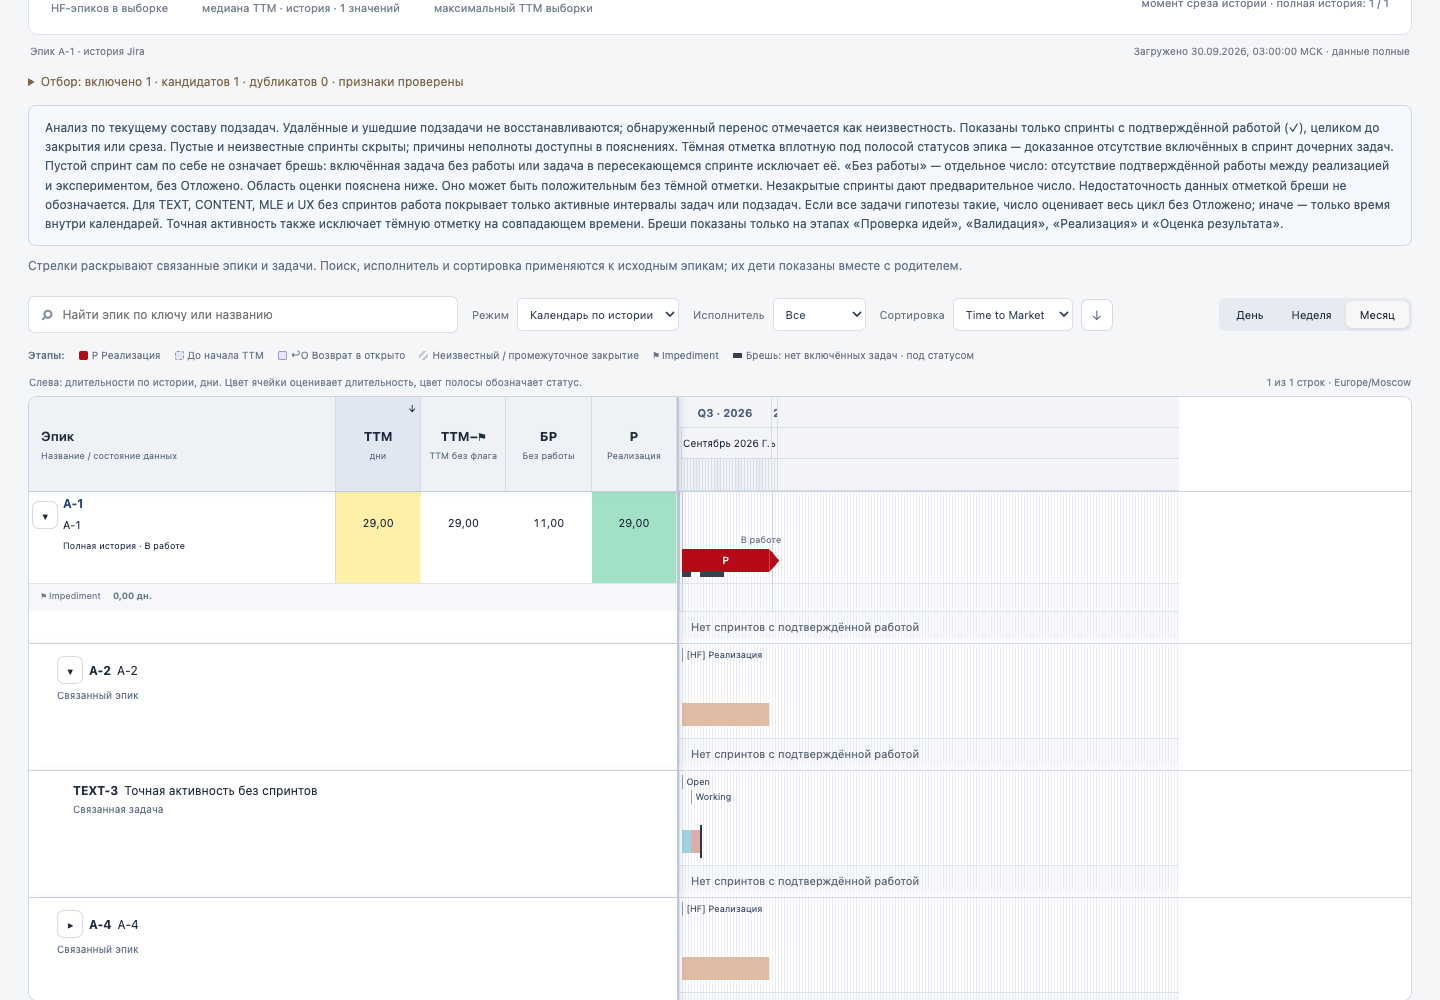 HF-эпиков в выборке
медиана TTM · история · 1 значений
максимальный TTM выборки
момент среза истории · полная история: 1 / 1
Эпик A-1 · история Jira
Загружено 30.09.2026, 03:00:00 МСК · данные полные
Отбор: включено 1 · кандидатов 1 · дубликатов 0 · признаки проверены
Анализ по текущему составу подзадач. Удалённые и ушедшие подзадачи не восстанавливаются; обнаруженный перенос отмечается как неизвестность. Показаны только спринты с подтверждённой работой (✓), целиком до
закрытия или среза. Пустые и неизвестные спринты скрыты; причины неполноты доступны в пояснениях. Тёмная отметка вплотную под полосой статусов эпика — доказанное отсутствие включённых в спринт дочерних задач.
Пустой спринт сам по себе не означает брешь: включённая задача без работы или задача в пересекающемся спринте исключает её. «Без работы» — отдельное число: отсутствие подтверждённой работы между реализацией
и экспериментом, без Отложено. Область оценки пояснена ниже. Оно может быть положительным без тёмной отметки. Незакрытые спринты дают предварительное число. Недостаточность данных отметкой бреши не
обозначается. Для TEXT, CONTENT, MLE и UX без спринтов работа покрывает только активные интервалы задач или подзадач. Если все задачи гипотезы такие, число оценивает весь цикл без Отложено; иначе — только время
внутри календарей. Точная активность также исключает тёмную отметку на совпадающем времени. Бреши показаны только на этапах «Проверка идей», «Валидация», «Реализация» и «Оценка результата».
Стрелки раскрывают связанные эпики и задачи. Поиск, исполнитель и сортировка применяются к исходным эпикам; их дети показаны вместе с родителем.
Найти эпик по ключу или названию
Режим
Календарь по истории
Исполнитель
Все
Сортировка
Time to Market
↓
День
Неделя
Месяц
Этапы:
Р Реализация
До начала TTM
↩О Возврат в открыто
Неизвестный / промежуточное закрытие
⚑ Impediment
Брешь: нет включённых задач · под статусом
Слева: длительности по истории, дни. Цвет ячейки оценивает длительность, цвет полосы обозначает статус.
1 из 1 строк · Europe/Moscow
Эпик
Название / состояние данных
↓
TTM
дни
TTM−⚑
TTM без флага
БР
Без работы
Р
Реализация
Q3 · 2026
Сентябрь 2026 г.
A-1
A-1
Полная история · В работе
29,00
29,00
11,00
29,00
В работе
Р
⚑ Impediment
0,00 дн.
Нет спринтов с подтверждённой работой
A-2 A-2
Связанный эпик
[HF] Реализация
Нет спринтов с подтверждённой работой
TEXT-3 Точная активность без спринтов
Связанная задача
Open
Working
Нет спринтов с подтверждённой работой
A-4 A-4
Связанный эпик
[HF] Реализация